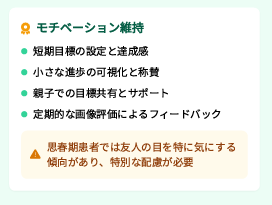 モチベーション維持
短期目標の設定と達成感
小さな進歩の可視化と称賛
親子での目標共有とサポート
定期的な画像評価によるフィードバック
思春期患者では友人の目を特に気にする
傾向があり、特別な配慮が必要